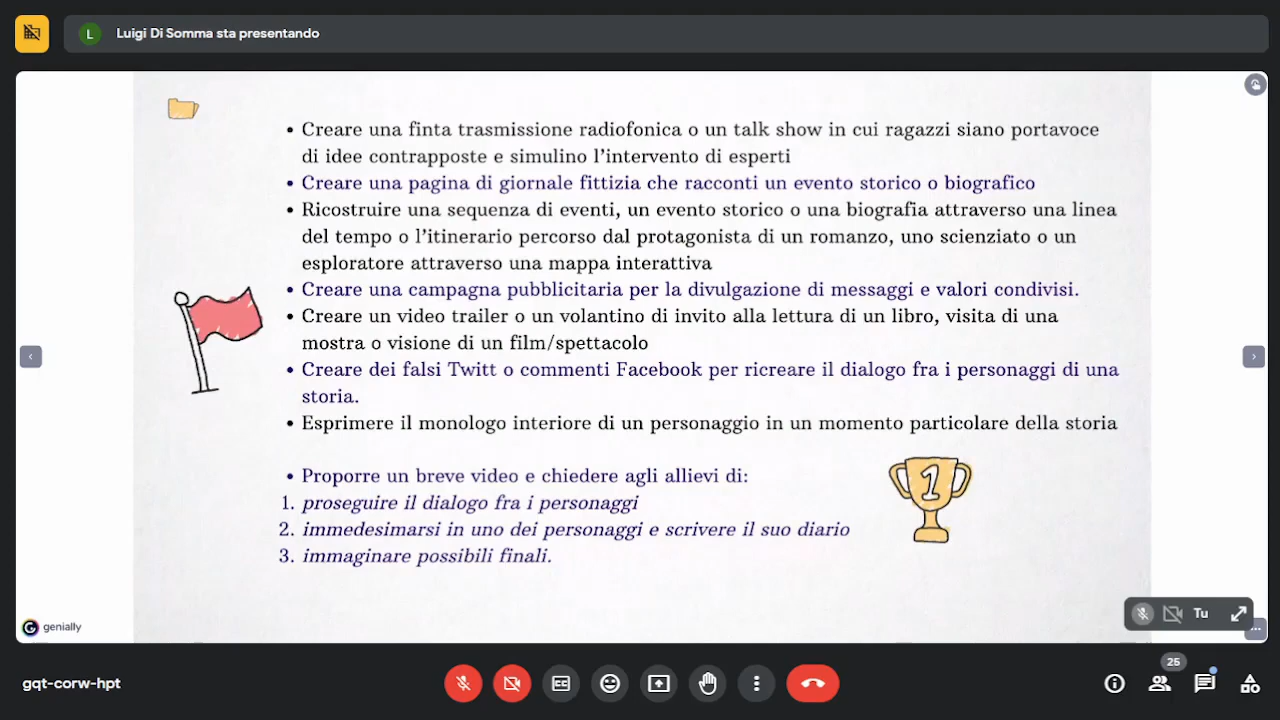 L
Luigi Di Somma sta presentando
• Creare una finta trasmissione radiofonica o un talk show in cui ragazzi siano portavoce
di idee contrapposte e simulino l'intervento di esperti
• Creare una pagina di giornale fittizia che racconti un evento storico o biografico
• Ricostruire una sequenza di eventi, un evento storico o una biografia attraverso una linea
del tempo o l'itinerario percorso dal protagonista di un romanzo, uno scienziato o un
esploratore attraverso una mappa interattiva
• Creare una campagna pubblicitaria per la divulgazione di messaggi e valori condivisi.
• Creare un video trailer o un volantino di invito alla lettura di un libro, visita di una
mostra o visione di un film/spettacolo
• Creare dei falsi Twitt o commenti Facebook per ricreare il dialogo fra i personaggi di una
storia.
• Esprimere il monologo interiore di un personaggio in un momento particolare della storia
• Proporre un breve video e chiedere agli allievi di:
1. proseguire il dialogo fra i personaggi
2. immedesimarsi in uno dei personaggi e scrivere il suo diario
3. immaginare possibili finali.
1
genially
Tu
gqt-corw-hpt
25